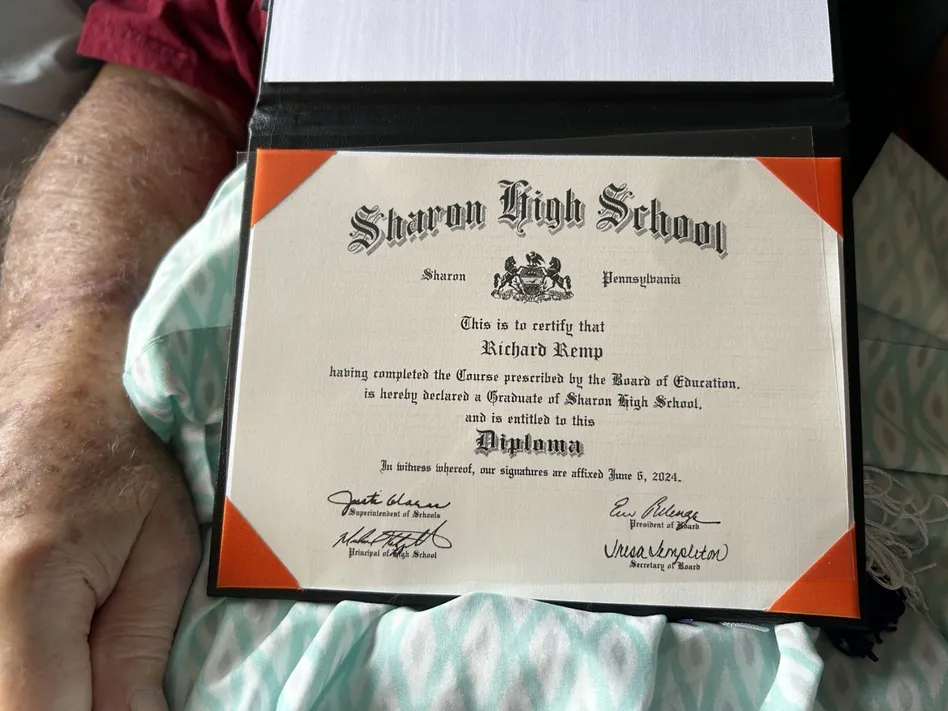 Sharon High School
Sharon Pennsylvania
This is to certify that
Richard Remp
having completed the Course prescribed by the Board of Education,
is hereby declared a Graduate of Sharon High School,
and is entitled to this
Diploma
In witness whereof, our signatures are affixed June 6, 2024.
Superintendent of Schools
President of Board
Principal of High School
Tresa Templeton
Secretary of Board